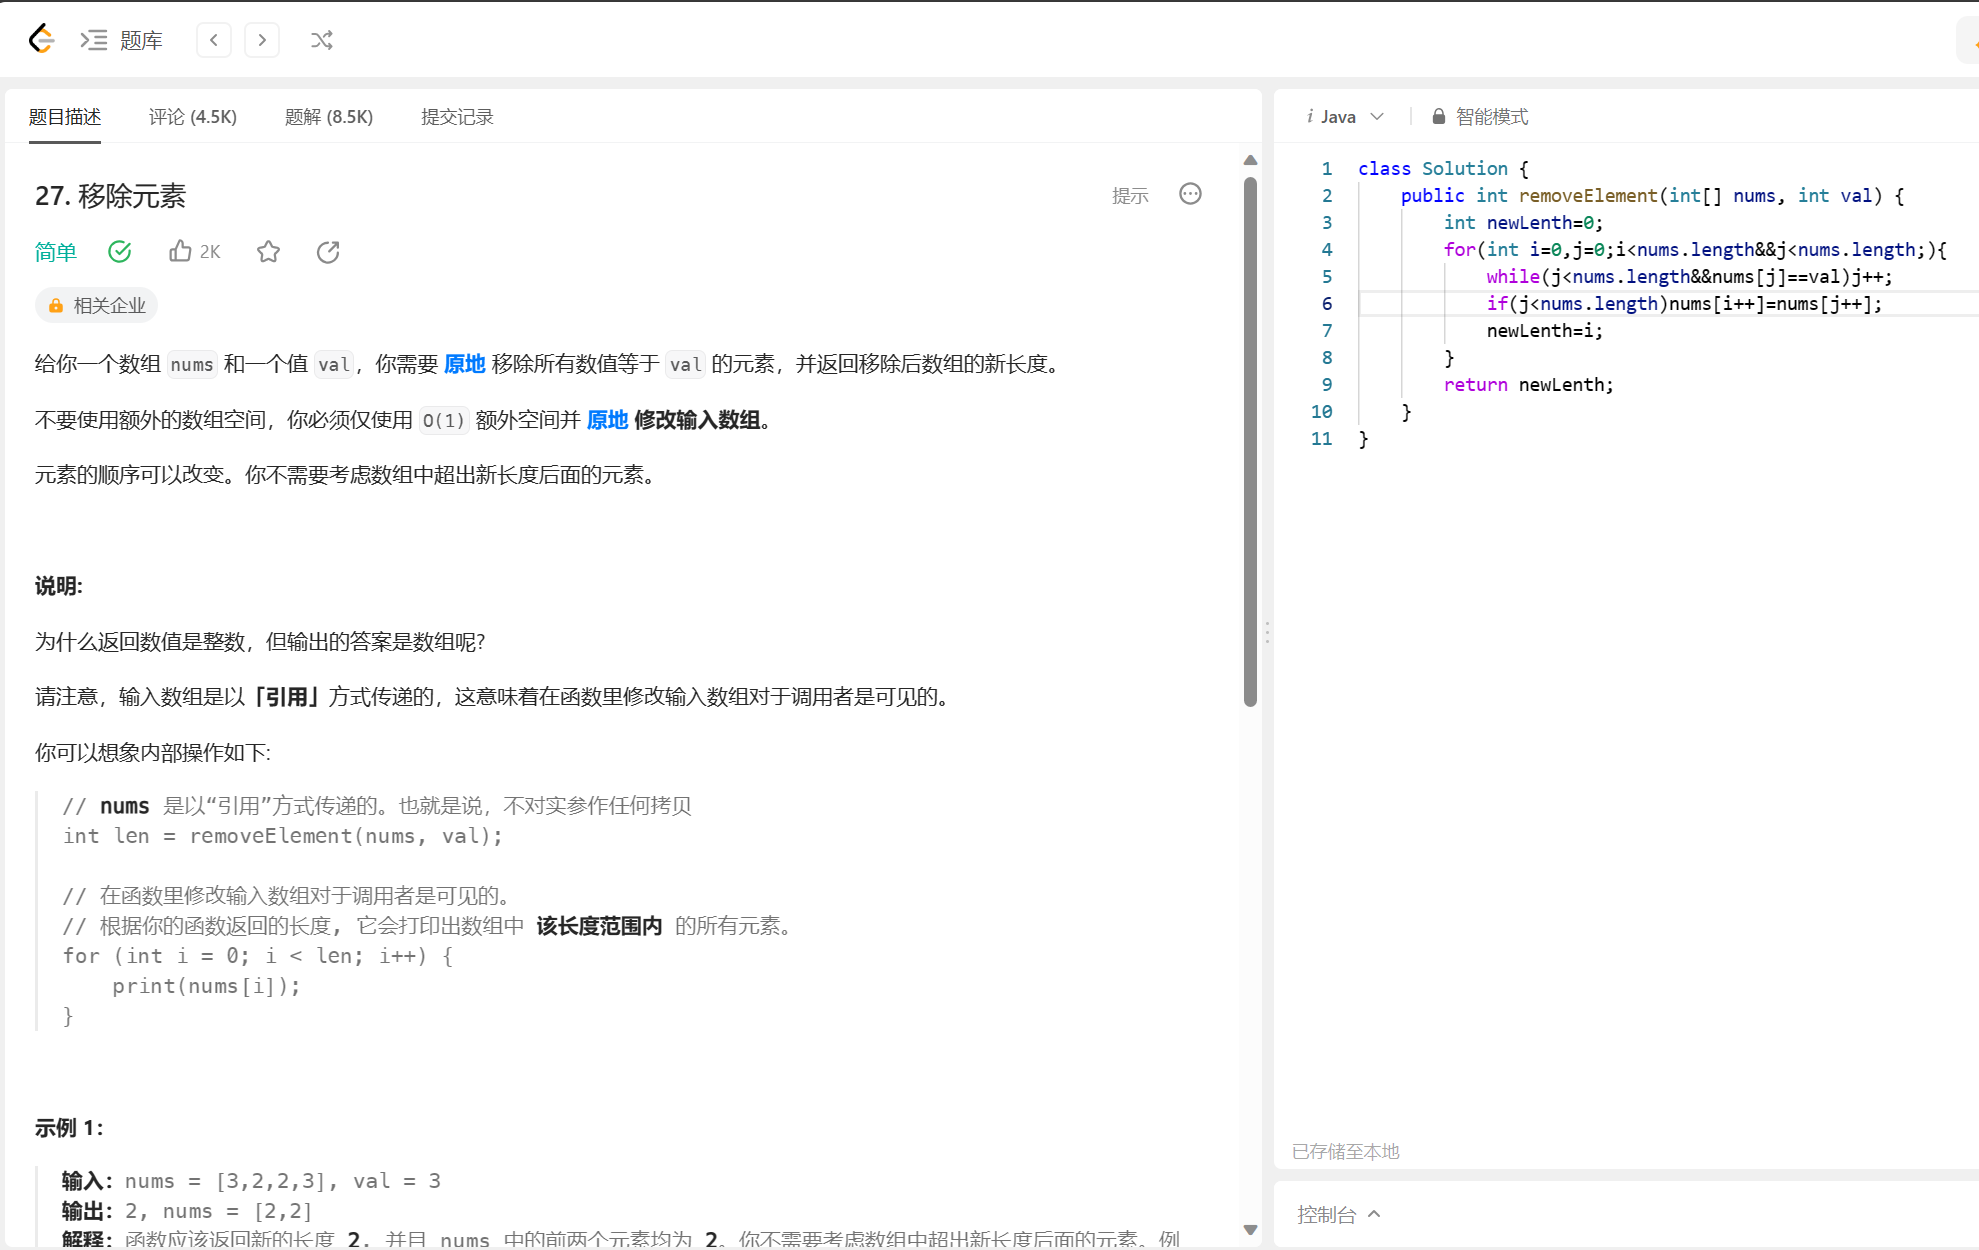 题库
题目描述 评论 (4.5K) 题解 (8.5K) 提交记录
27. 移除元素 提示
简单 2K
相关企业
给你一个数组 nums 和一个值 val，你需要 原地 移除所有数值等于 val 的元素，并返回移除后数组的新长度。
不要使用额外的数组空间，你必须仅使用 O(1) 额外空间并 原地 修改输入数组。
元素的顺序可以改变。你不需要考虑数组中超出新长度后面的元素。
说明:
为什么返回数值是整数，但输出的答案是数组呢?
请注意，输入数组是以「引用」方式传递的，这意味着在函数里修改输入数组对于调用者是可见的。
你可以想象内部操作如下:
// nums 是以“引用”方式传递的。也就是说，不对实参作任何拷贝
int len = removeElement(nums, val);
// 在函数里修改输入数组对于调用者是可见的。
// 根据你的函数返回的长度, 它会打印出数组中 该长度范围内 的所有元素。
for (int i = 0; i < len; i++) {
    print(nums[i]);
}
示例 1：
输入：nums = [3,2,2,3], val = 3
输出：2, nums = [2,2]
解释：函数应该返回新的长度 2, 并且 nums 中的前两个元素均为 2。你不需要考虑数组中超出新长度后面的元素。例
i Java 智能模式
1 class Solution {
2     public int removeElement(int[] nums, int val) {
3         int newLenth=0;
4         for(int i=0,j=0;i<nums.length&&j<nums.length;){
5             while(j<nums.length&&nums[j]==val)j++;
6             if(j<nums.length)nums[i++]=nums[j++];
7             newLenth=i;
8         }
9         return newLenth;
10     }
11 }
已存储至本地
控制台